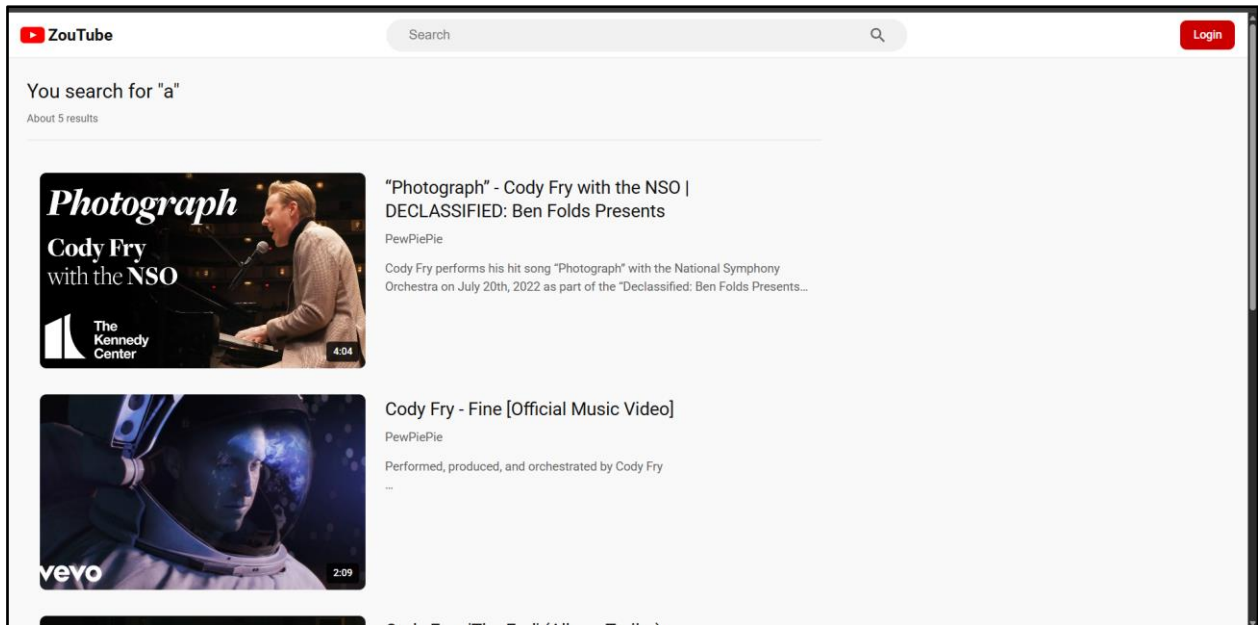 ZouTube
Search
Login
You search for "a"
About 5 results
Photograph
Cody Fry
with the NSO
The
Kennedy
Center
4:04
“Photograph” - Cody Fry with the NSO |
DECLASSIFIED: Ben Folds Presents
PewPiePie
Cody Fry performs his hit song “Photograph” with the National Symphony
Orchestra on July 20th, 2022 as part of the “Declassified: Ben Folds Presents...
vevo
2:09
Cody Fry - Fine [Official Music Video]
PewPiePie
Performed, produced, and orchestrated by Cody Fry
...